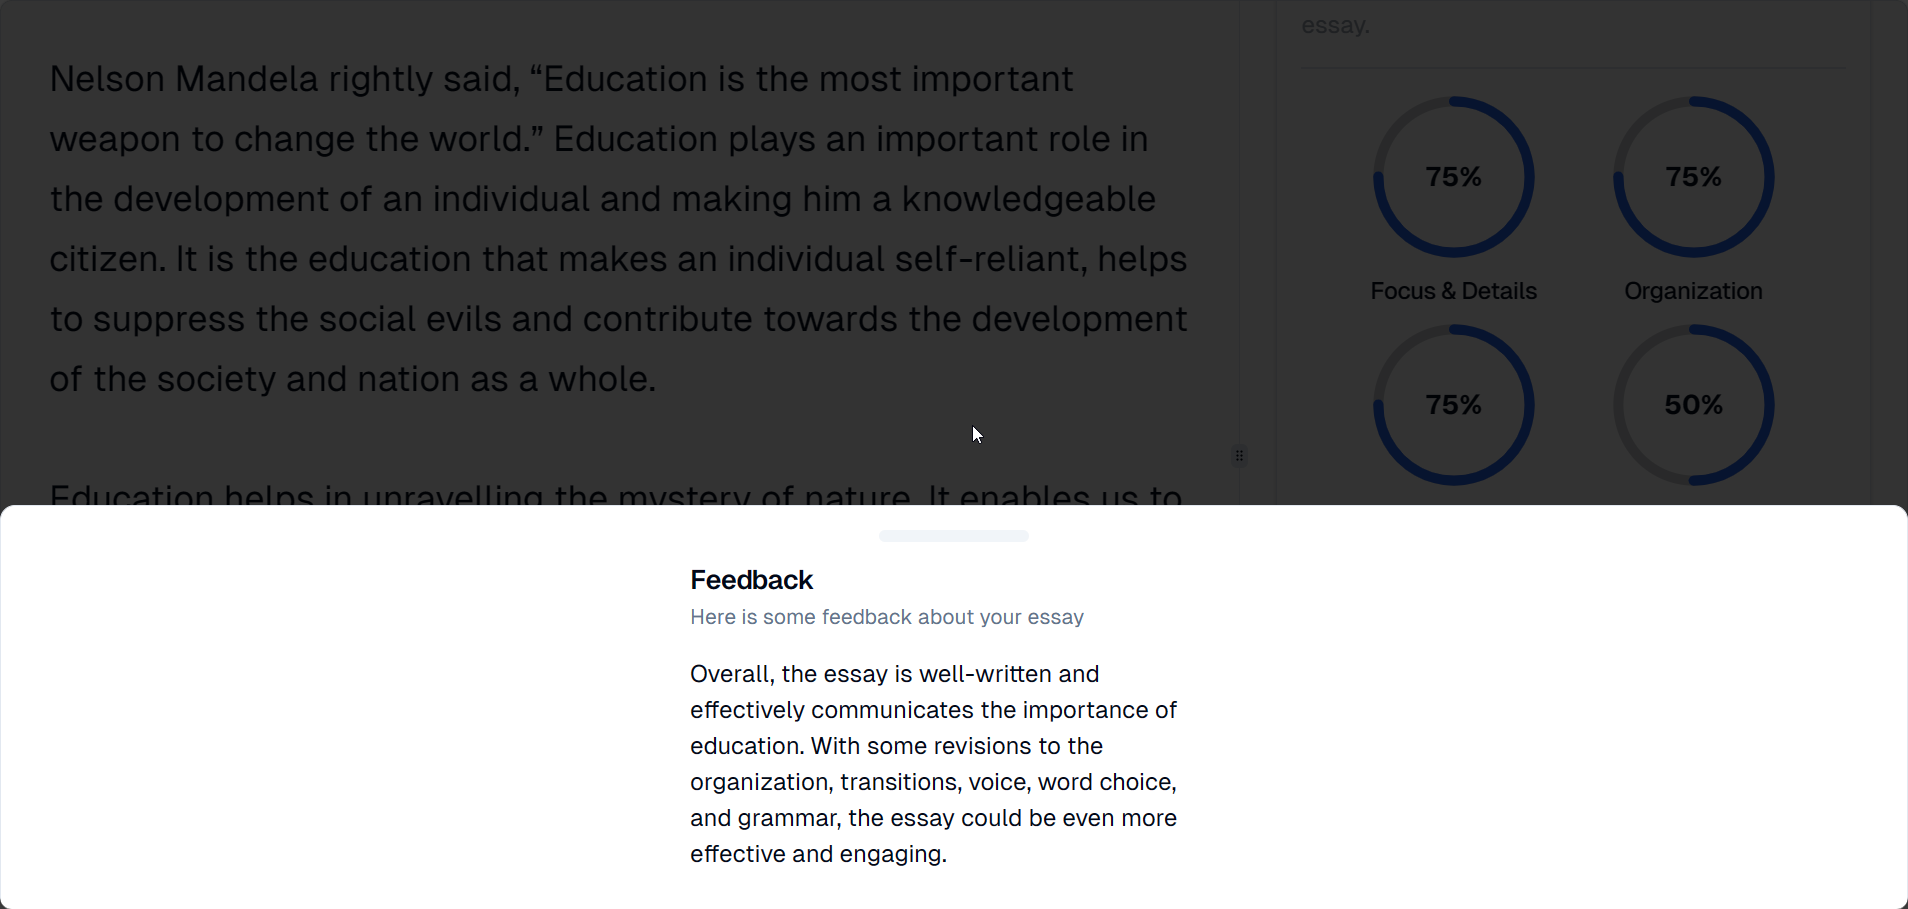 essay.
Nelson Mandela rightly said, “Education is the most important
weapon to change the world.” Education plays an important role in
the development of an individual and making him a knowledgeable
citizen. It is the education that makes an individual self-reliant, helps
to suppress the social evils and contribute towards the development
of the society and nation as a whole.
Education helps in unravelling the mystery of nature. It enables us to
75%
75%
Focus & Details
Organization
75%
50%
Feedback
Here is some feedback about your essay
Overall, the essay is well-written and
effectively communicates the importance of
education. With some revisions to the
organization, transitions, voice, word choice,
and grammar, the essay could be even more
effective and engaging.